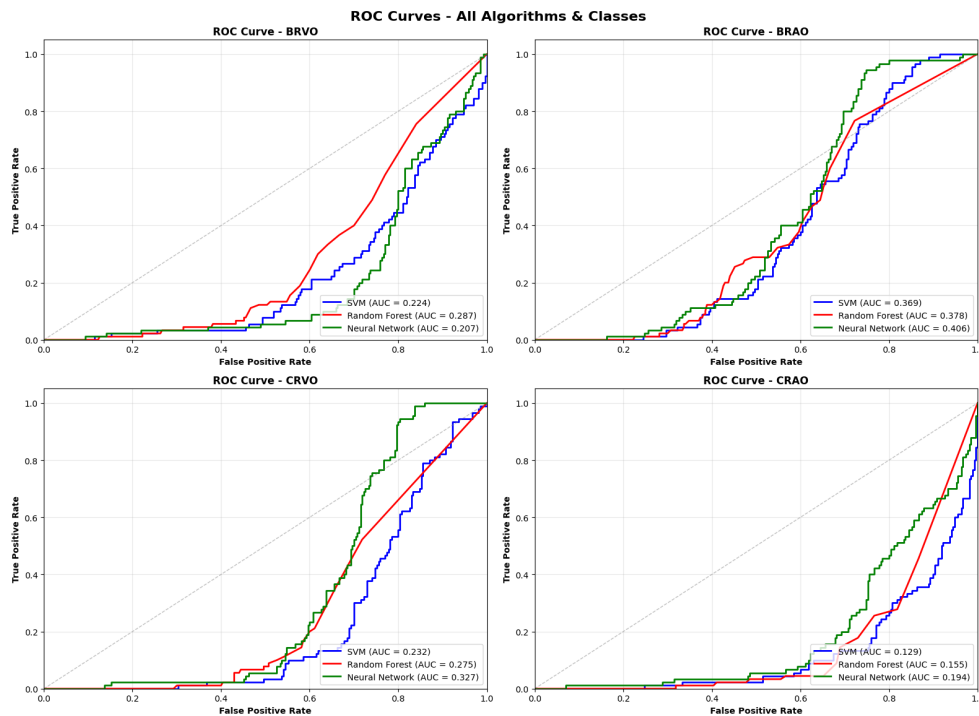 ROC Curves - All Algorithms & Classes
ROC Curve - BRVO
True Positive Rate
1.0
0.8
0.6
0.4
0.2
0.0
0.0 0.2 0.4 0.6 0.8 1.0
False Positive Rate
SVM (AUC = 0.224)
Random Forest (AUC = 0.287)
Neural Network (AUC = 0.207)
ROC Curve - BRAO
True Positive Rate
1.0
0.8
0.6
0.4
0.2
0.0
0.0 0.2 0.4 0.6 0.8 1.0
False Positive Rate
SVM (AUC = 0.369)
Random Forest (AUC = 0.378)
Neural Network (AUC = 0.406)
ROC Curve - CRVO
True Positive Rate
1.0
0.8
0.6
0.4
0.2
0.0
0.0 0.2 0.4 0.6 0.8 1.0
False Positive Rate
SVM (AUC = 0.232)
Random Forest (AUC = 0.275)
Neural Network (AUC = 0.327)
ROC Curve - CRAO
True Positive Rate
1.0
0.8
0.6
0.4
0.2
0.0
0.0 0.2 0.4 0.6 0.8 1.0
False Positive Rate
SVM (AUC = 0.129)
Random Forest (AUC = 0.155)
Neural Network (AUC = 0.194)